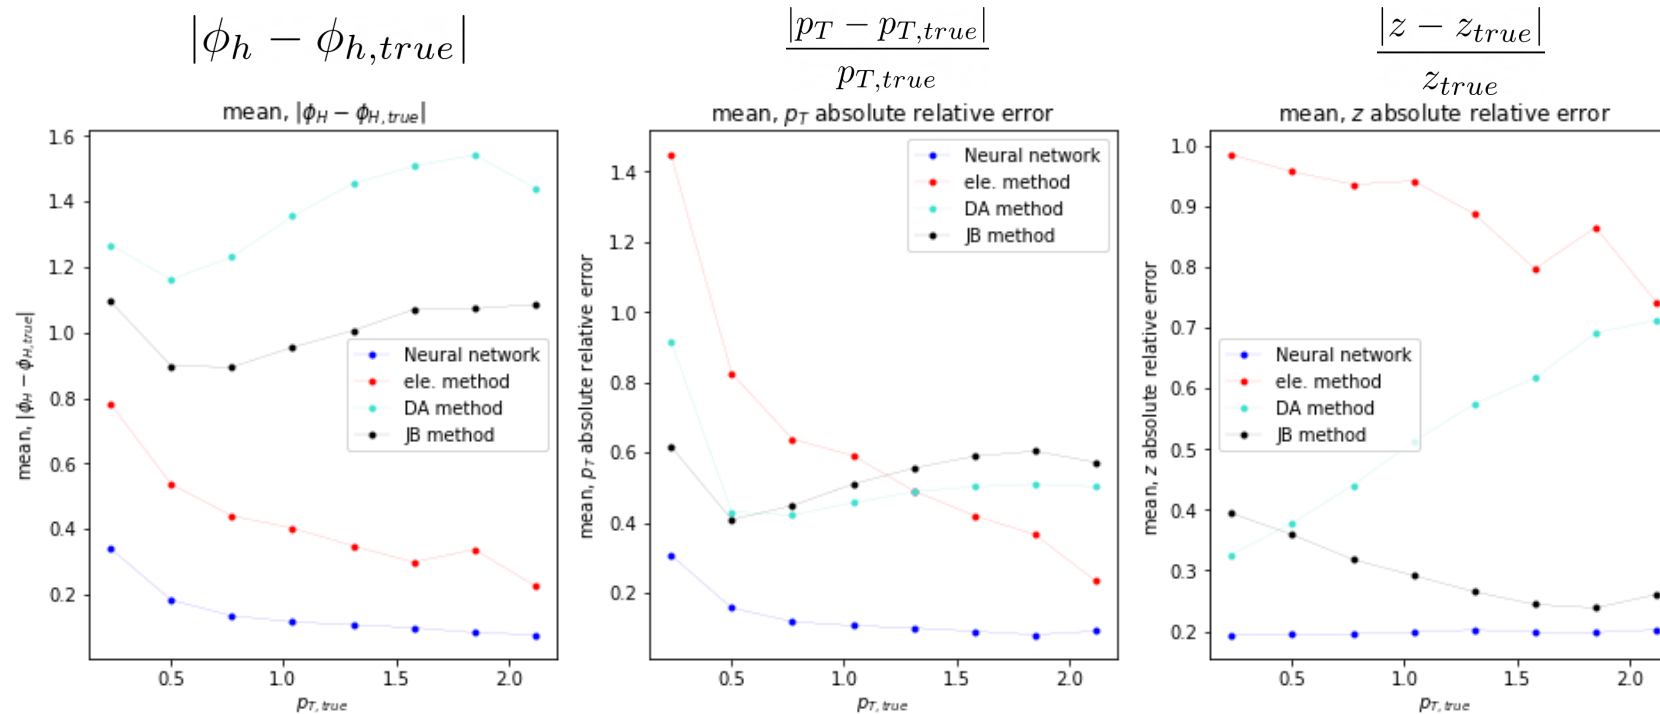 |ϕh − ϕh,true|
|pT − pT,true|
pT,true
|z − ztrue|
ztrue
mean, |ϕH − ϕH,true|
1.6
1.4
1.2
1.0
0.8
0.6
0.4
0.2
0.5
1.0
1.5
2.0
mean, |ϕH − ϕH,true|
pT,true
Neural network
ele. method
DA method
JB method
mean, pT absolute relative error
1.4
1.2
1.0
0.8
0.6
0.4
0.2
0.5
1.0
1.5
2.0
mean, pT absolute relative error
pT,true
Neural network
ele. method
DA method
JB method
mean, z absolute relative error
1.0
0.9
0.8
0.7
0.6
0.5
0.4
0.3
0.2
0.5
1.0
1.5
2.0
mean, z absolute relative error
pT,true
Neural network
ele. method
DA method
JB method